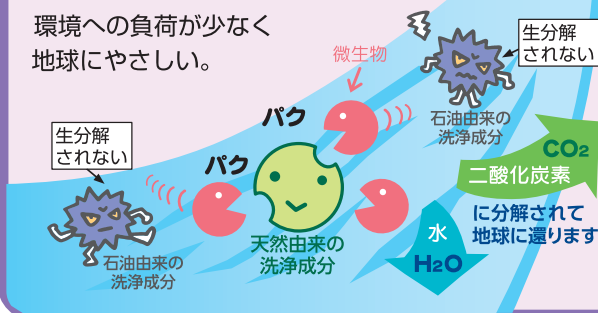 環境への負荷が少なく
地球にやさしい。
微生物
生分解
されない
石油由来の
洗浄成分
パク
パク
生分解
されない
石油由来の
洗浄成分
天然由来の
洗浄成分
CO2
二酸化炭素
水
H2O
に分解されて
地球に還ります